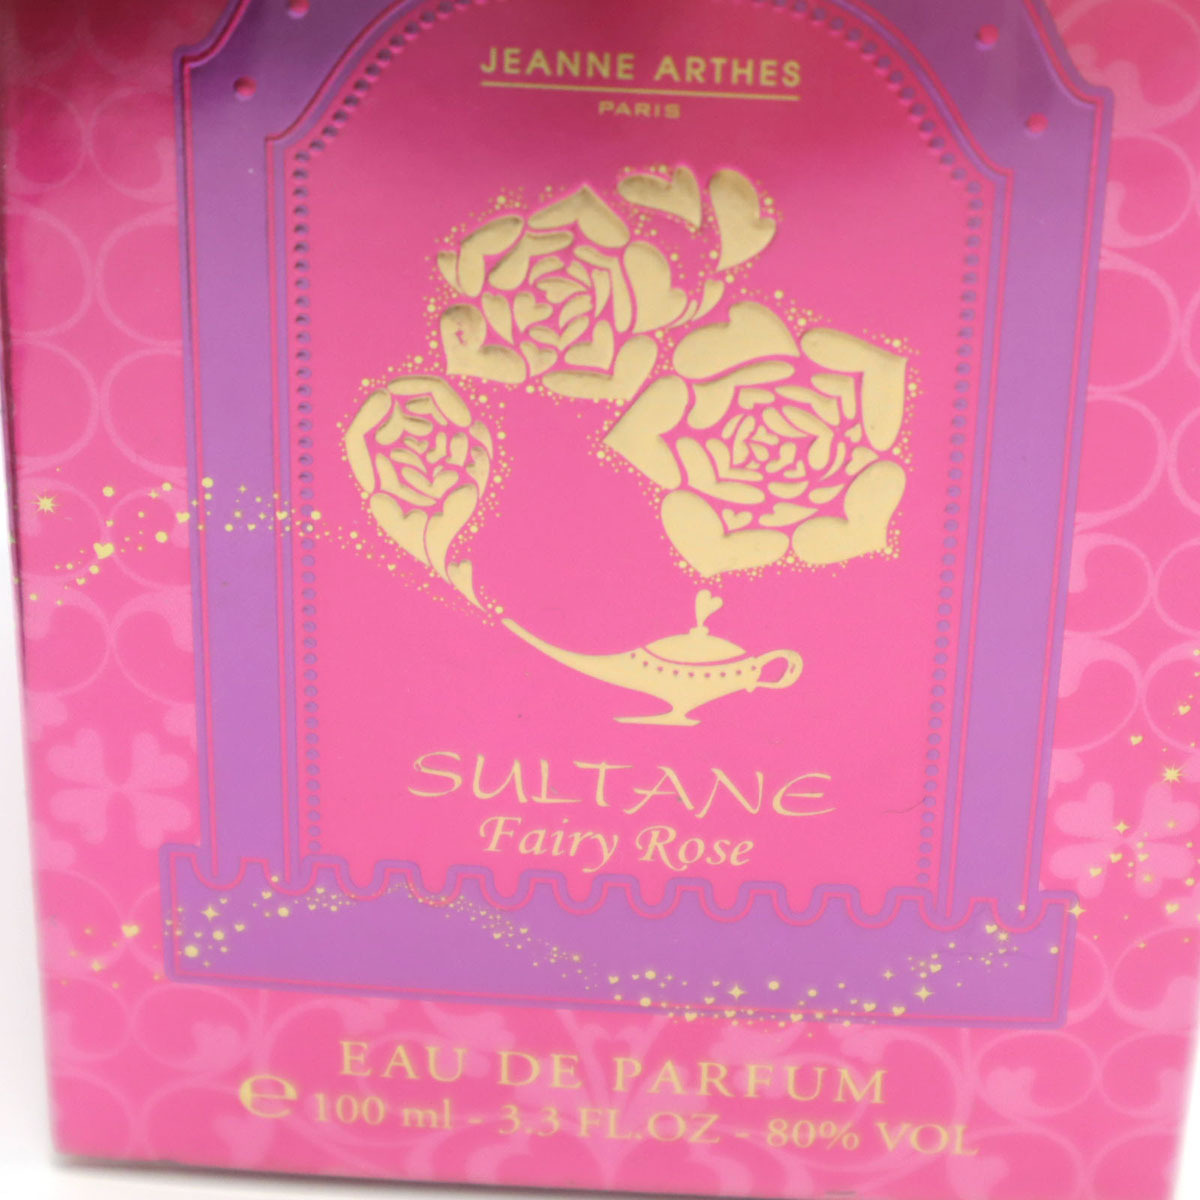 JEANNE ARTHES
PARIS
SULTANE
Fairy Rose
EAU DE PARFUM
℮ 100 ml - 3.3 FL.OZ - 80% VOL